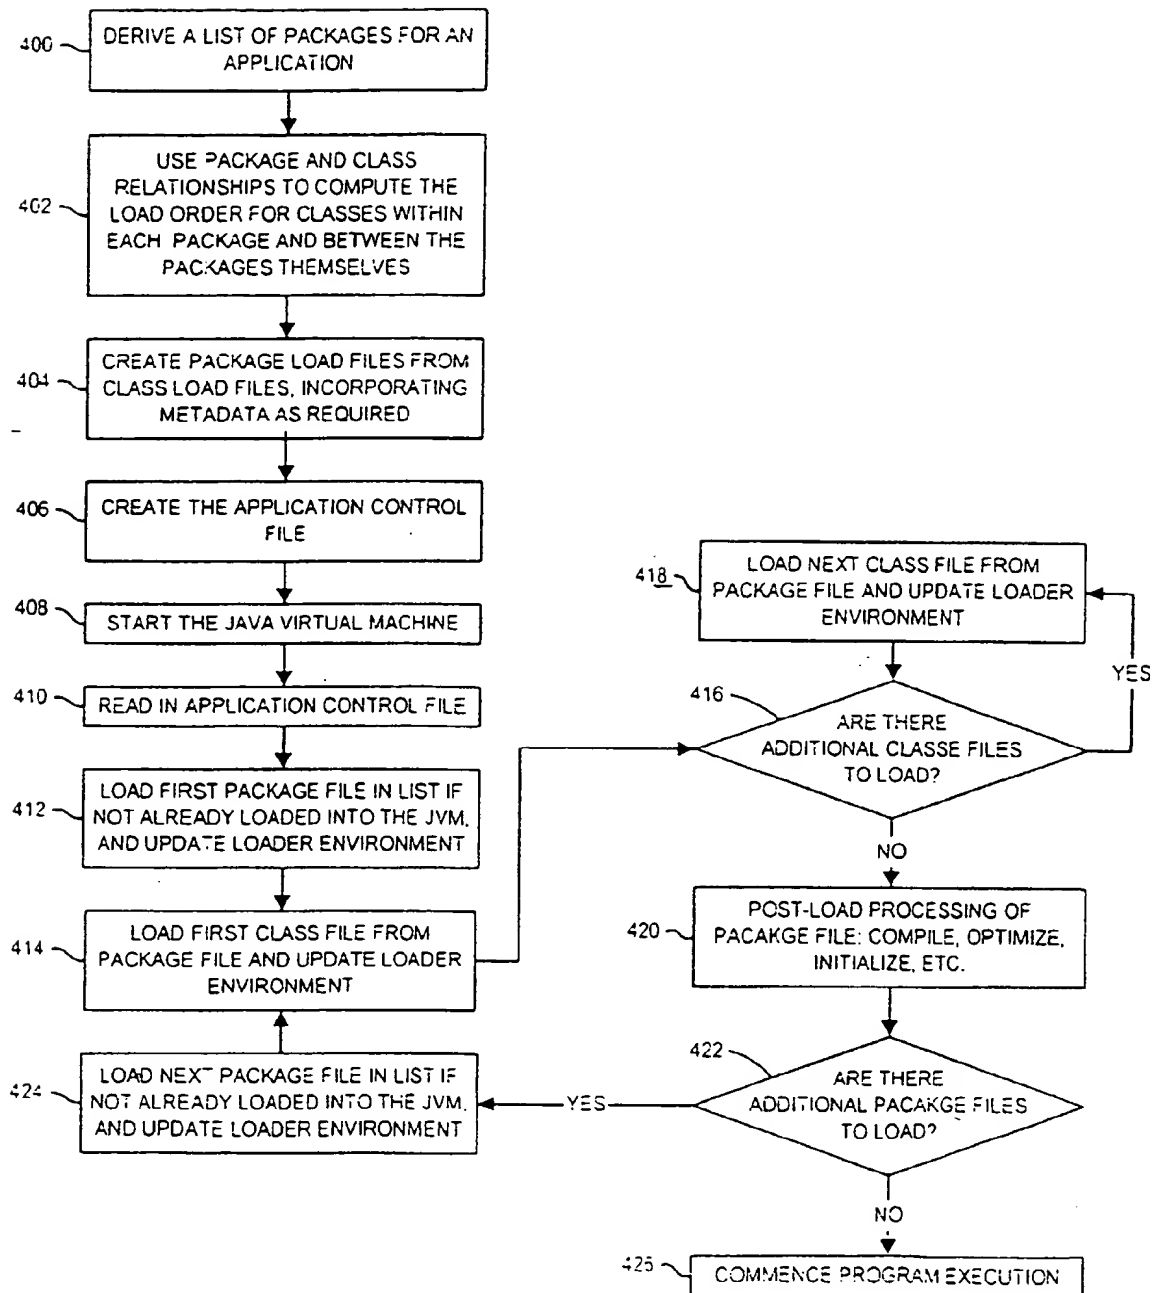 400
DERIVE A LIST OF PACKAGES FOR AN
APPLICATION
402
USE PACKAGE AND CLASS
RELATIONSHIPS TO COMPUTE THE
LOAD ORDER FOR CLASSES WITHIN
EACH PACKAGE AND BETWEEN THE
PACKAGES THEMSELVES
404
CREATE PACKAGE LOAD FILES FROM
CLASS LOAD FILES, INCORPORATING
METADATA AS REQUIRED
406
CREATE THE APPLICATION CONTROL
FILE
408
START THE JAVA VIRTUAL MACHINE
410
READ IN APPLICATION CONTROL FILE
412
LOAD FIRST PACKAGE FILE IN LIST IF
NOT ALREADY LOADED INTO THE JVM,
AND UPDATE LOADER ENVIRONMENT
414
LOAD FIRST CLASS FILE FROM
PACKAGE FILE AND UPDATE LOADER
ENVIRONMENT
424
LOAD NEXT PACKAGE FILE IN LIST IF
NOT ALREADY LOADED INTO THE JVM,
AND UPDATE LOADER ENVIRONMENT
418
LOAD NEXT CLASS FILE FROM
PACKAGE FILE AND UPDATE LOADER
ENVIRONMENT
YES
416
ARE THERE
ADDITIONAL CLASSE FILES
TO LOAD?
NO
420
POST-LOAD PROCESSING OF
PACAKGE FILE: COMPILE, OPTIMIZE,
INITIALIZE, ETC.
422
ARE THERE
ADDITIONAL PACAKGE FILES
TO LOAD?
YES
NO
COMMENCE PROGRAM EXECUTION